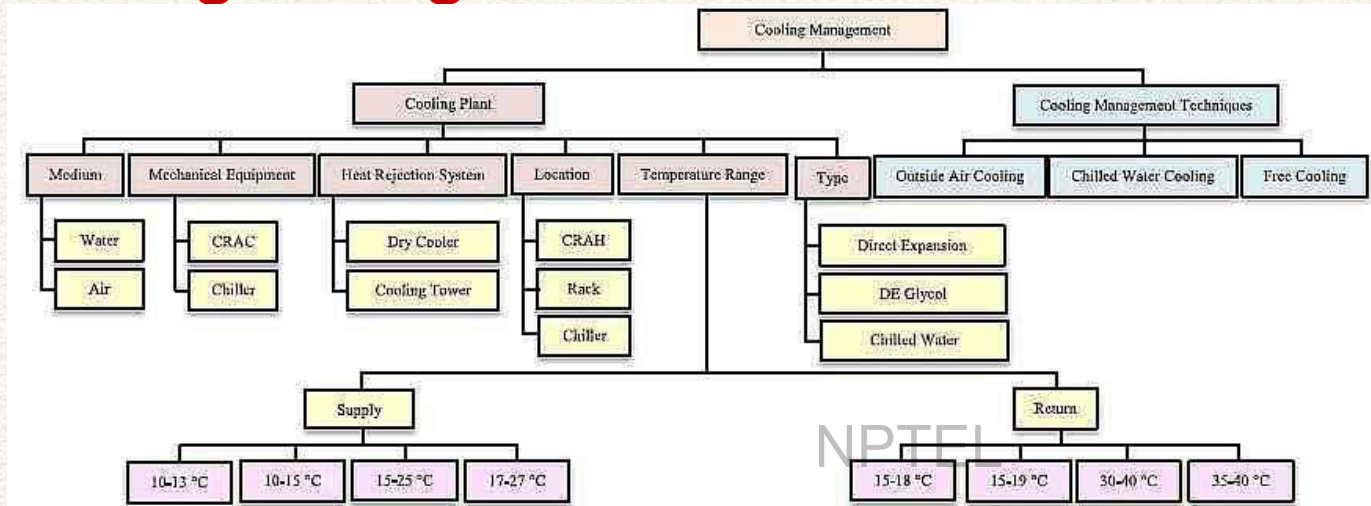 Cooling Management
Cooling Plant
Cooling Management Techniques
Medium
Mechanical Equipment
Heat Rejection System
Location
Temperature Range
Type
Outside Air Cooling
Chilled Water Cooling
Free Cooling
Water
CRAC
Dry Cooler
CRAH
Direct Expansion
Air
Chiller
Cooling Tower
Rack
DE Glycol
Chiller
Chilled Water
Supply
Return
NPTEL
10-13 °C
10-15 °C
15-25 °C
17-27 °C
15-18 °C
15-19 °C
30-40 °C
35-40 °C